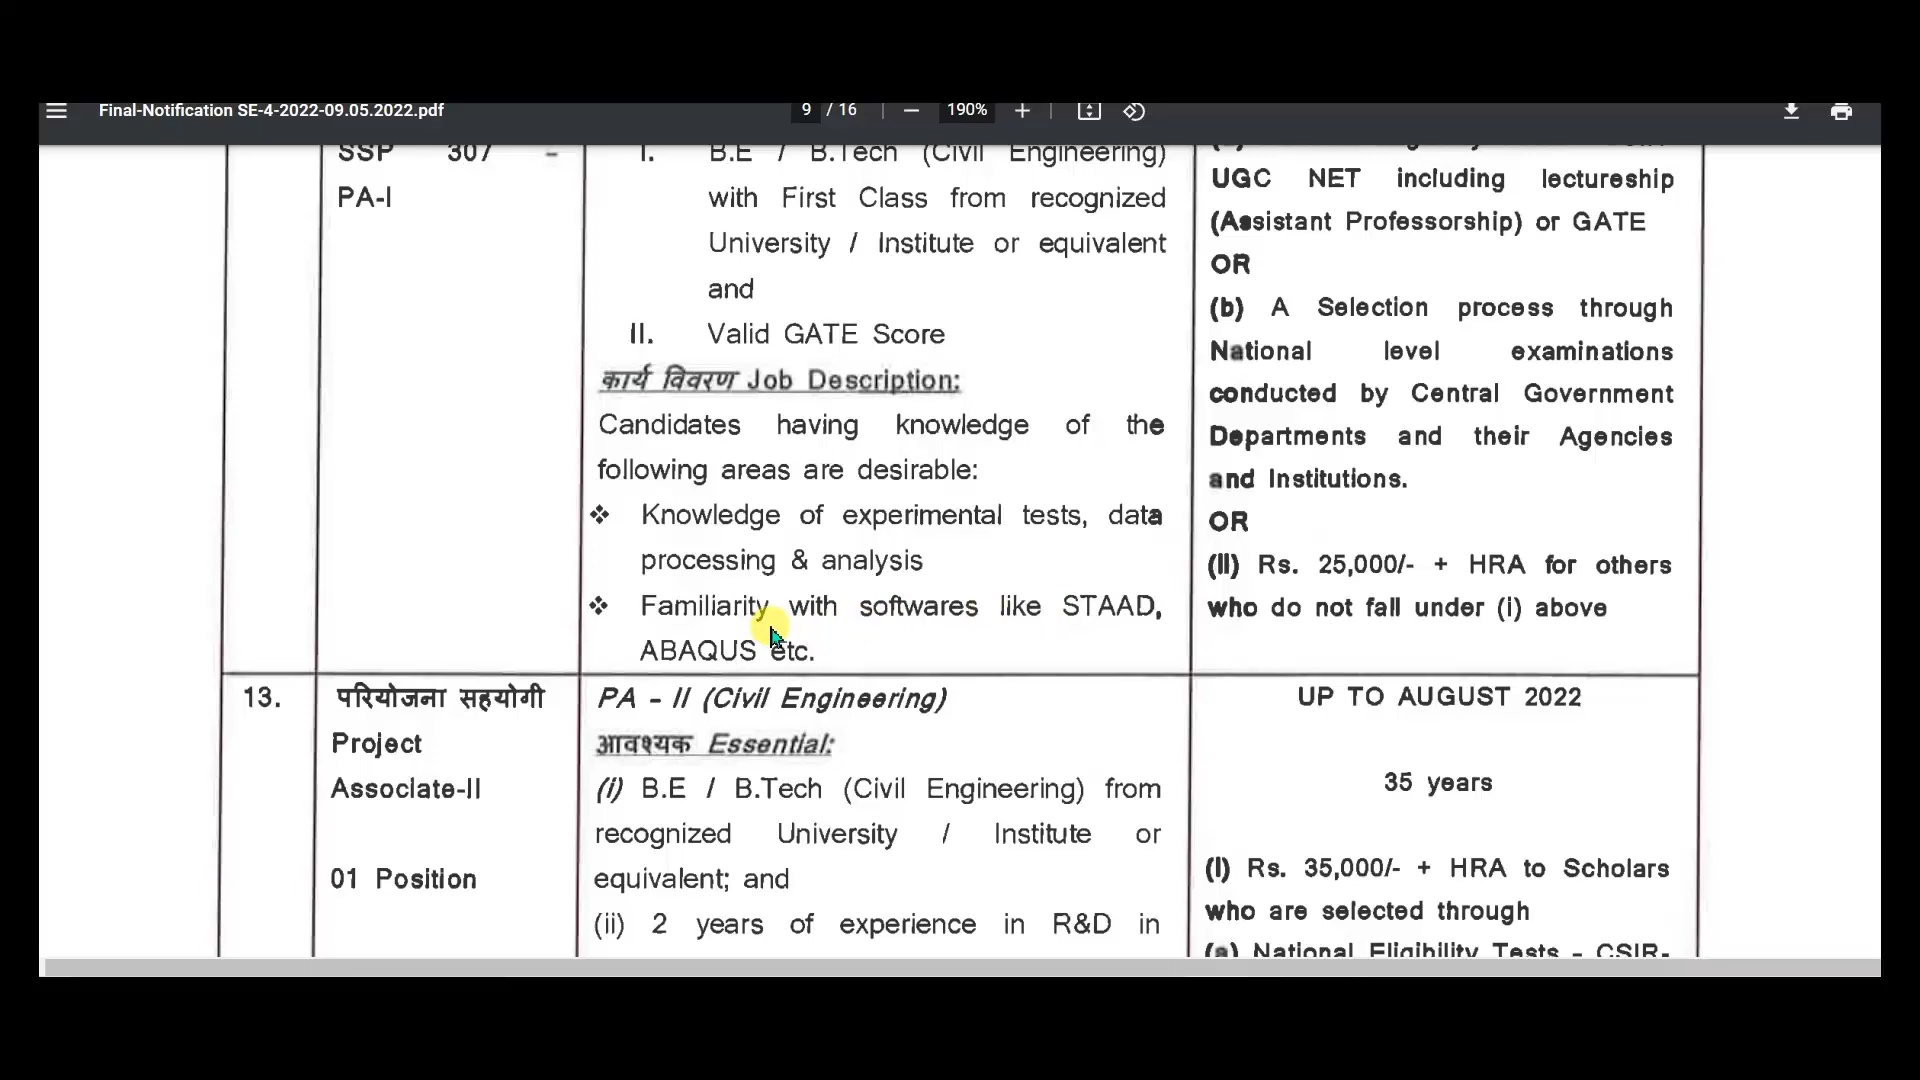 Final-Notification SE-4-2022-09.05.2022.pdf
9 / 16
190%
SSP 307 -
PA-I
I. B.E / B.Tech (Civil Engineering)
with First Class from recognized
University / Institute or equivalent
and
II. Valid GATE Score
कार्य विवरण Job Description:
Candidates having knowledge of the
following areas are desirable:
❖ Knowledge of experimental tests, data
processing & analysis
❖ Familiarity with softwares like STAAD,
ABAQUS etc.
UGC NET including lectureship
(Assistant Professorship) or GATE
OR
(b) A Selection process through
National level examinations
conducted by Central Government
Departments and their Agencies
and Institutions.
OR
(II) Rs. 25,000/- + HRA for others
who do not fall under (i) above
13.
परियोजना सहयोगी
Project
Associate-II
01 Position
PA - II (Civil Engineering)
आवश्यक Essential:
(i) B.E / B.Tech (Civil Engineering) from
recognized University / Institute or
equivalent; and
(ii) 2 years of experience in R&D in
UP TO AUGUST 2022
35 years
(I) Rs. 35,000/- + HRA to Scholars
who are selected through
(a) National Eligibility Tests - CSIR-